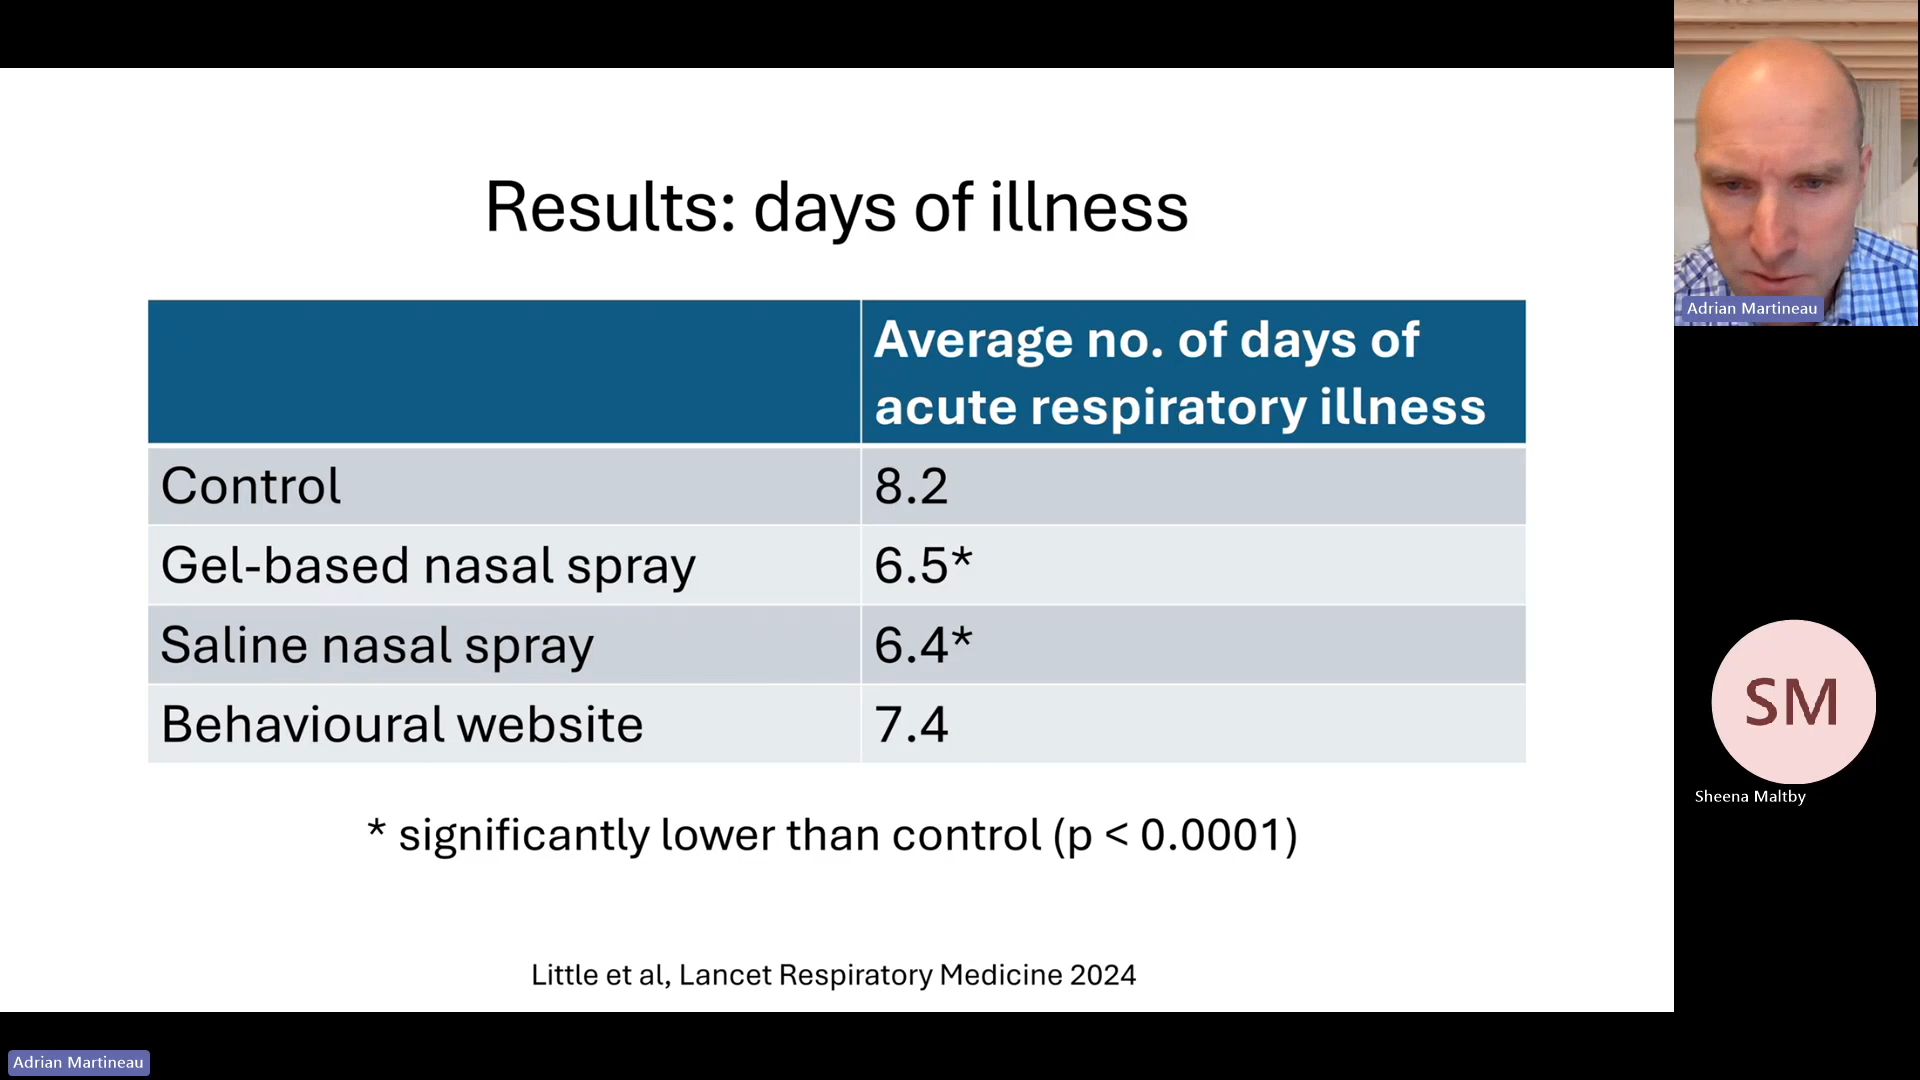 Results: days of illness
Average no. of days of
acute respiratory illness
Control 8.2
Gel-based nasal spray 6.5*
Saline nasal spray 6.4*
Behavioural website 7.4
* significantly lower than control (p < 0.0001)
Little et al, Lancet Respiratory Medicine 2024
Adrian Martineau
SM
Sheena Maltby
Adrian Martineau